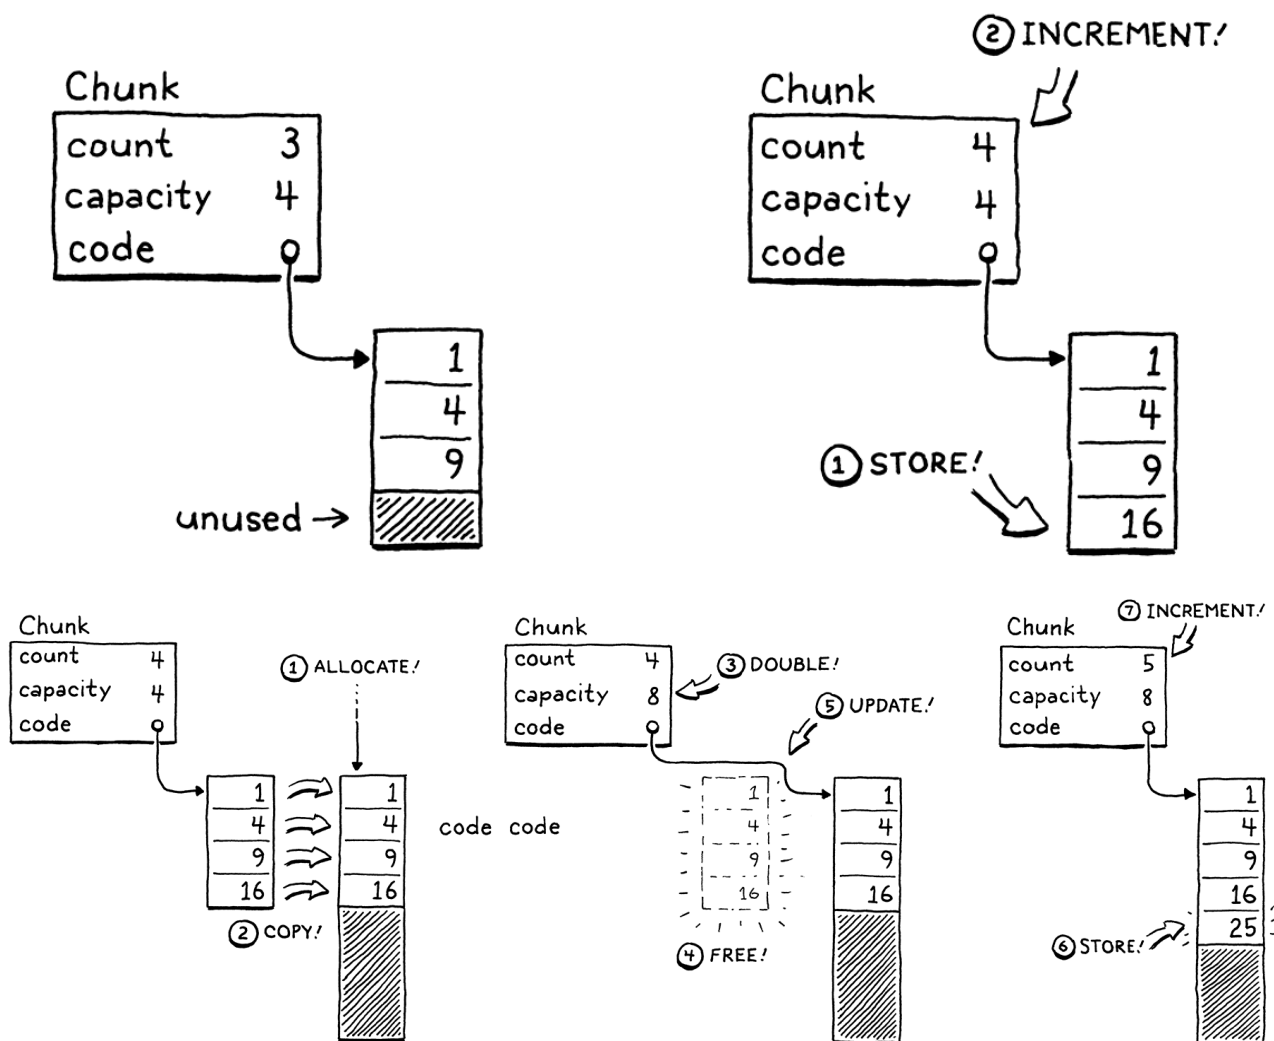 Chunk
count 3
capacity 4
code
1
4
9
unused
② INCREMENT!
Chunk
count 4
capacity 4
code
1
4
9
16
① STORE!
Chunk
count 4
capacity 4
code
① ALLOCATE!
1 1
4 4
9 9
16 16
② COPY!
code code
Chunk
count 4
capacity 8
code
③ DOUBLE!
⑤ UPDATE!
1 1
4 4
9 9
16 16
④ FREE!
⑦ INCREMENT!
Chunk
count 5
capacity 8
code
1
4
9
16
25
⑥ STORE!